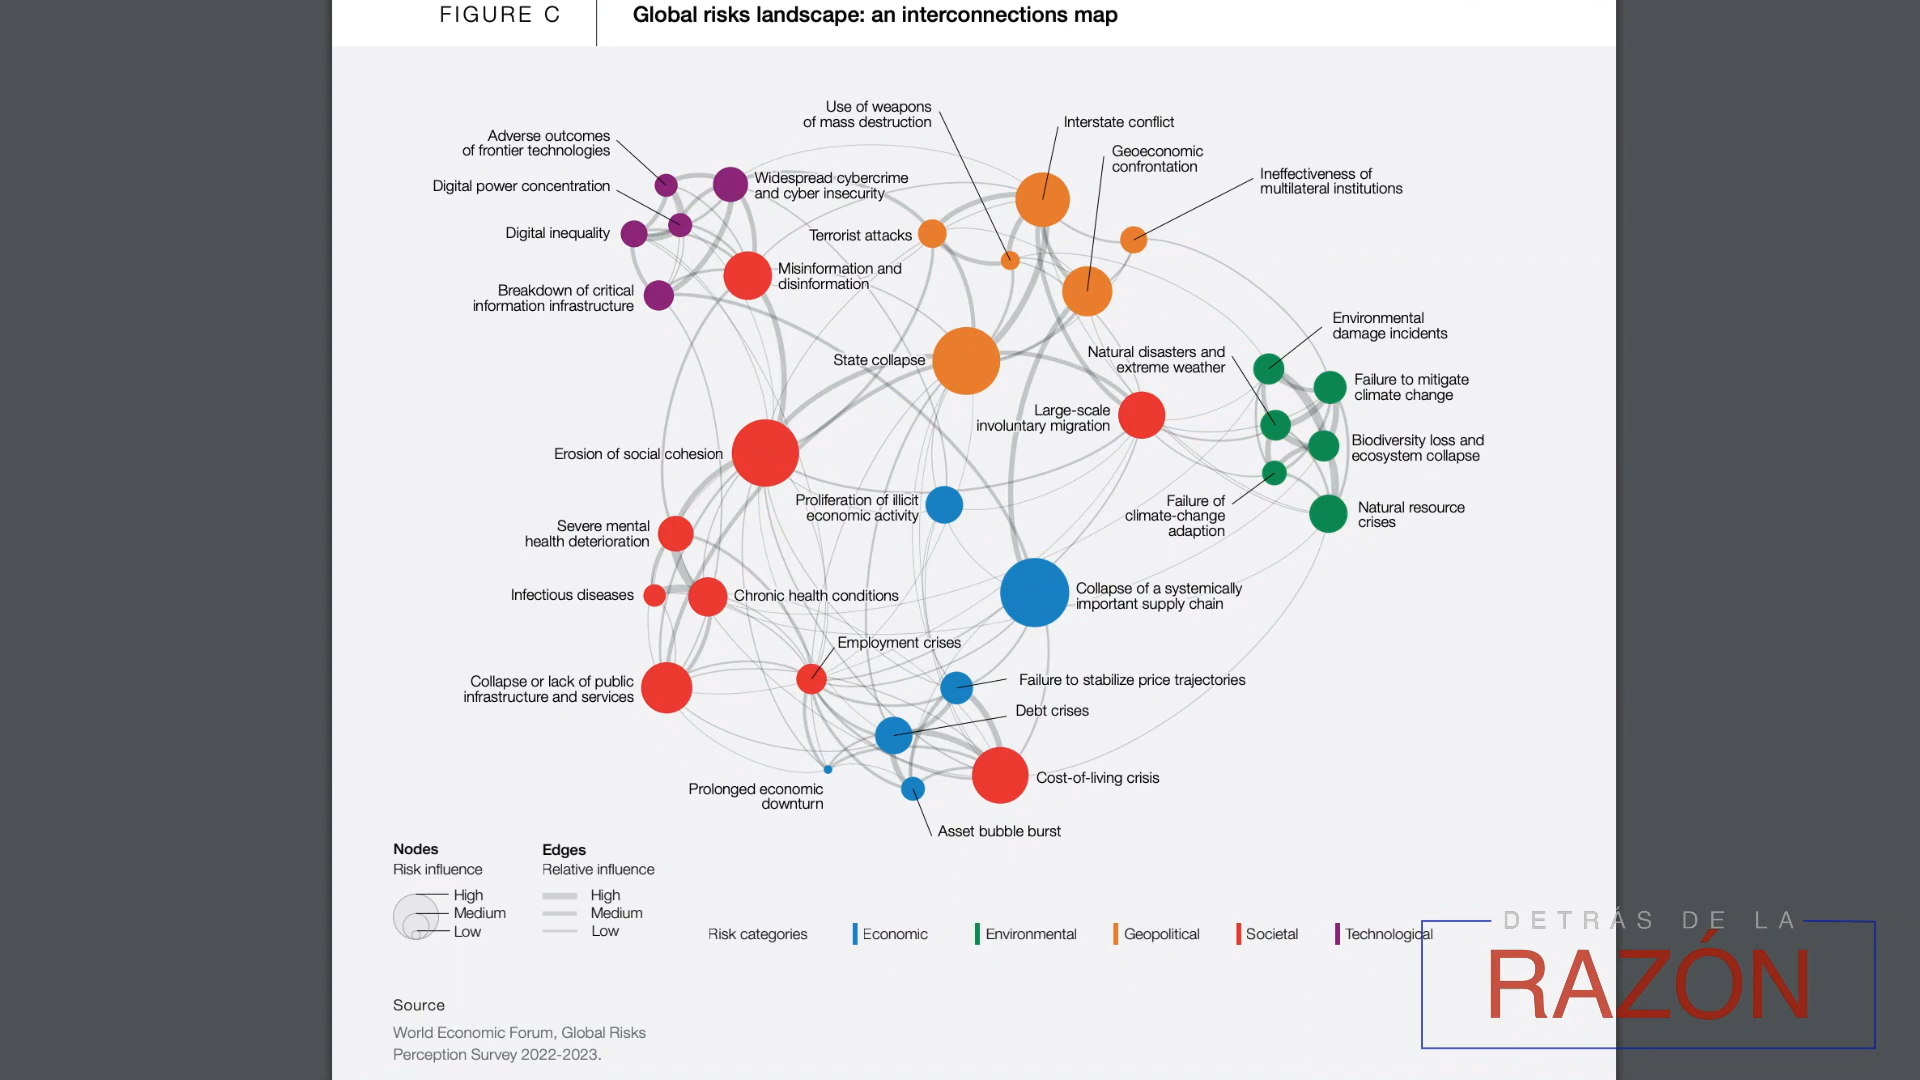 FIGURE C
Global risks landscape: an interconnections map
Use of weapons
of mass destruction
Interstate conflict
Adverse outcomes
of frontier technologies
Geoeconomic
confrontation
Digital power concentration
Widespread cybercrime
and cyber insecurity
Ineffectiveness of
multilateral institutions
Digital inequality
Terrorist attacks
Misinformation and
disinformation
Breakdown of critical
information infrastructure
Environmental
damage incidents
State collapse
Natural disasters and
extreme weather
Failure to mitigate
climate change
Large-scale
involuntary migration
Biodiversity loss and
ecosystem collapse
Erosion of social cohesion
Proliferation of illicit
economic activity
Failure of
climate-change
adaption
Natural resource
crises
Severe mental
health deterioration
Infectious diseases
Chronic health conditions
Collapse of a systemically
important supply chain
Employment crises
Collapse or lack of public
infrastructure and services
Failure to stabilize price trajectories
Debt crises
Cost-of-living crisis
Prolonged economic
downturn
Asset bubble burst
Nodes
Risk influence
High
Medium
Low
Edges
Relative influence
High
Medium
Low
Risk categories
Economic
Environmental
Geopolitical
Societal
Technological
Source
World Economic Forum, Global Risks
Perception Survey 2022-2023.
DETRÁS DE LA
RAZÓN